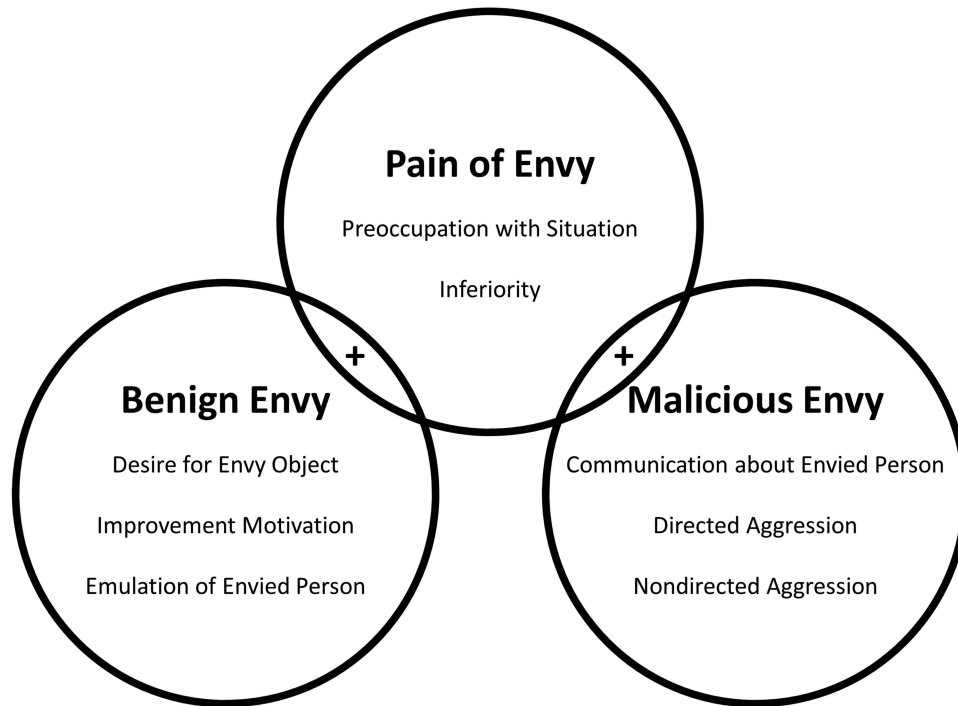 Pain of Envy
Preoccupation with Situation
Inferiority
+
+
Benign Envy
Desire for Envy Object
Improvement Motivation
Emulation of Envied Person
Malicious Envy
Communication about Envied Person
Directed Aggression
Nondirected Aggression